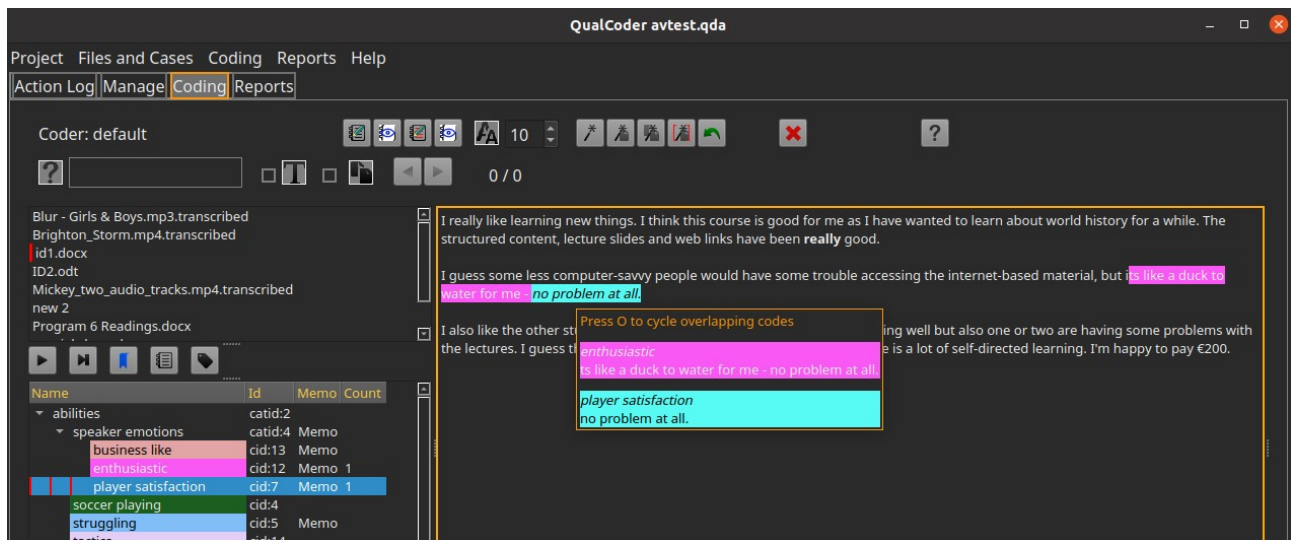 QualCoder avtest.qda
Project Files and Cases Coding Reports Help
Action Log Manage Coding Reports
Coder: default
10
?
?
T
0 / 0
Blur - Girls & Boys.mp3.transcribed
Brighton_Storm.mp4.transcribed
id1.docx
ID2.odt
Mickey_two_audio_tracks.mp4.transcribed
new 2
Program 6 Readings.docx
Name Id Memo Count
abilities catid:2
speaker emotions catid:4 Memo
business like cid:13 Memo
enthusiastic cid:12 Memo 1
player satisfaction cid:7 Memo 1
soccer playing cid:4
struggling cid:5 Memo
I really like learning new things. I think this course is good for me as I have wanted to learn about world history for a while. The
structured content, lecture slides and web links have been really good.
I guess some less computer-savvy people would have some trouble accessing the internet-based material, but its like a duck to
water for me - no problem at all.
I also like the other st ing well but also one or two are having some problems with
the lectures. I guess t e is a lot of self-directed learning. I'm happy to pay €200.
Press O to cycle overlapping codes
enthusiastic
ts like a duck to water for me - no problem at all.
player satisfaction
no problem at all.